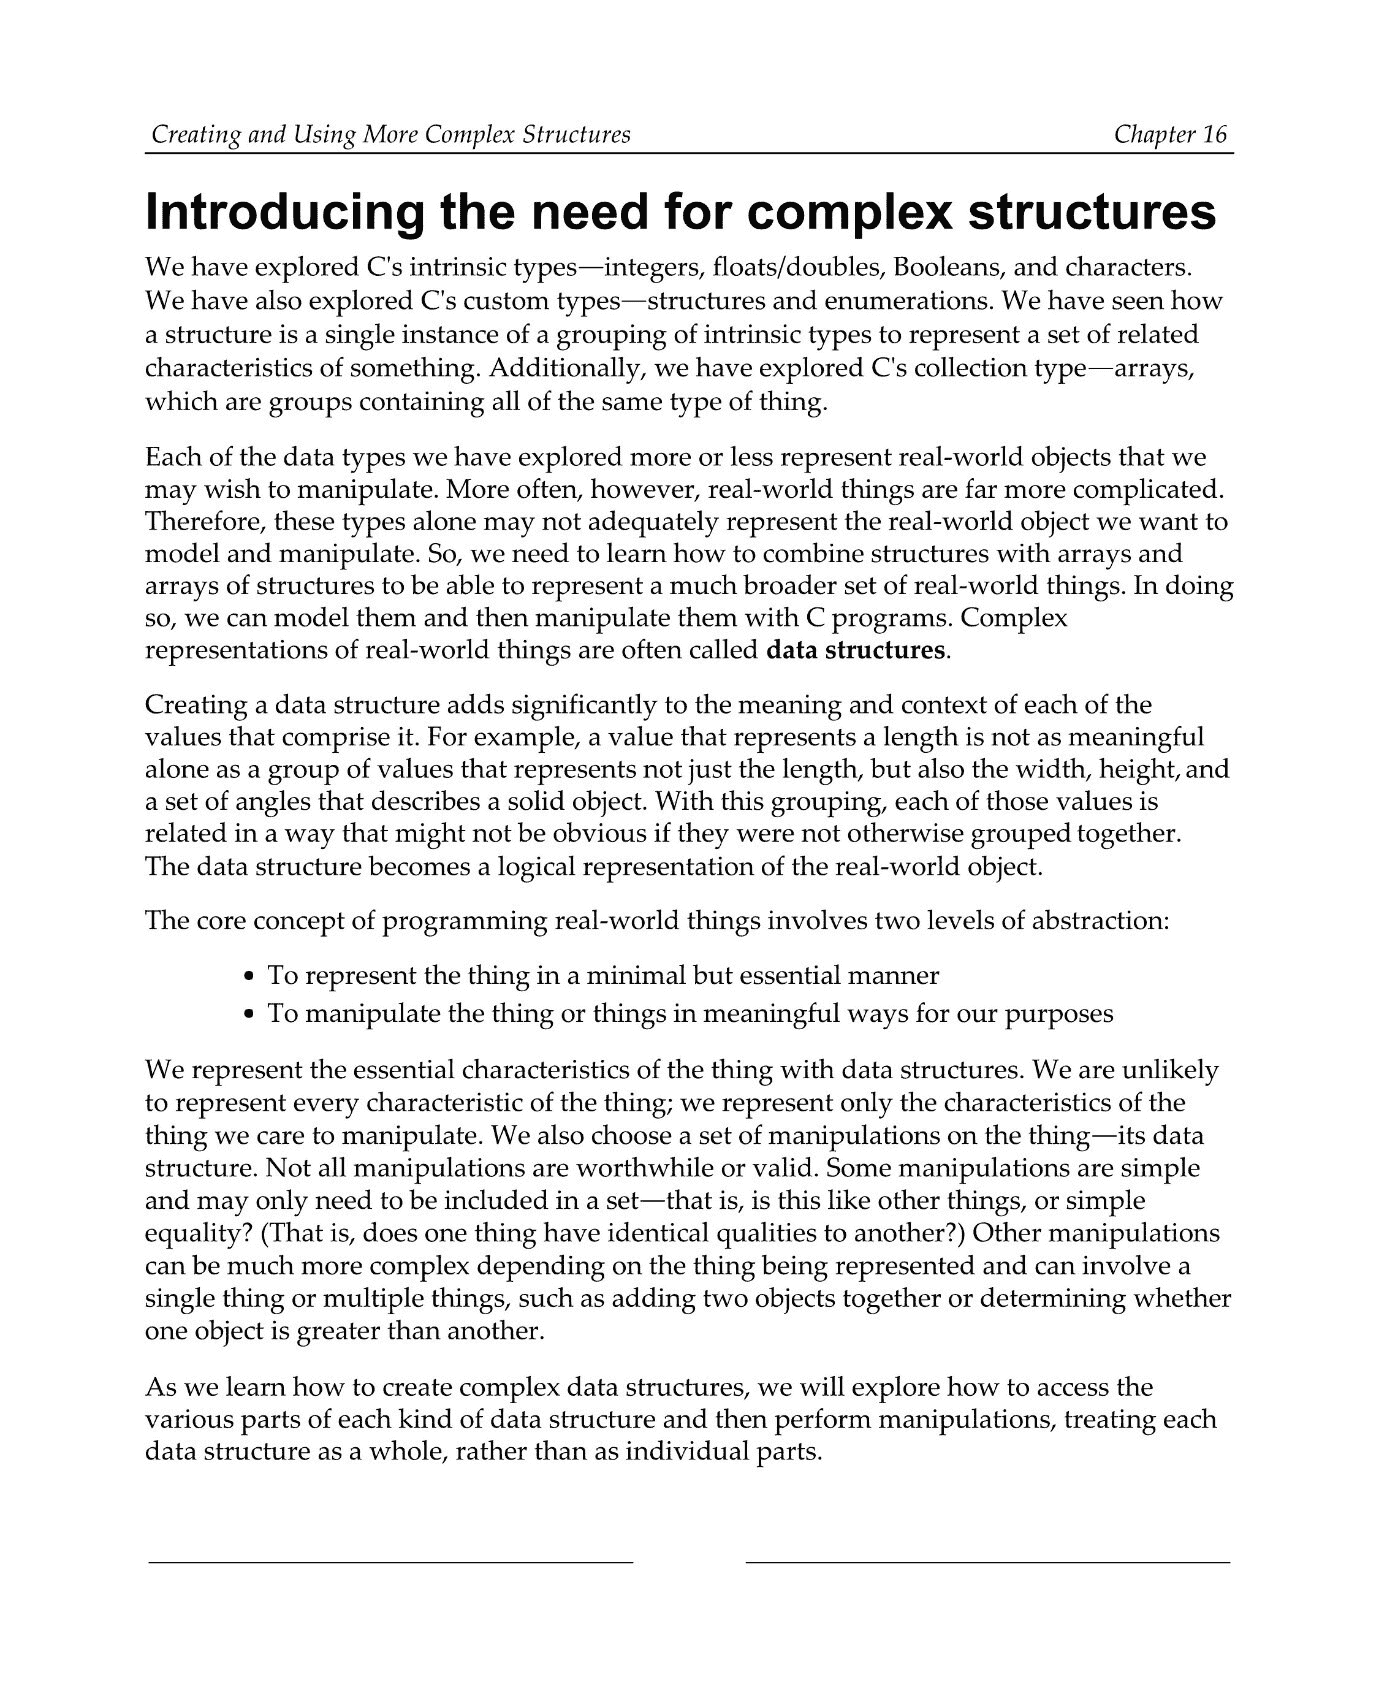 Creating and Using More Complex Structures
Chapter 16
Introducing the need for complex structures
We have explored C's intrinsic types—integers, floats/doubles, Booleans, and characters.
We have also explored C's custom types—structures and enumerations. We have seen how
a structure is a single instance of a grouping of intrinsic types to represent a set of related
characteristics of something. Additionally, we have explored C's collection type—arrays,
which are groups containing all of the same type of thing.
Each of the data types we have explored more or less represent real-world objects that we
may wish to manipulate. More often, however, real-world things are far more complicated.
Therefore, these types alone may not adequately represent the real-world object we want to
model and manipulate. So, we need to learn how to combine structures with arrays and
arrays of structures to be able to represent a much broader set of real-world things. In doing
so, we can model them and then manipulate them with C programs. Complex
representations of real-world things are often called data structures.
Creating a data structure adds significantly to the meaning and context of each of the
values that comprise it. For example, a value that represents a length is not as meaningful
alone as a group of values that represents not just the length, but also the width, height, and
a set of angles that describes a solid object. With this grouping, each of those values is
related in a way that might not be obvious if they were not otherwise grouped together.
The data structure becomes a logical representation of the real-world object.
The core concept of programming real-world things involves two levels of abstraction:
• To represent the thing in a minimal but essential manner
• To manipulate the thing or things in meaningful ways for our purposes
We represent the essential characteristics of the thing with data structures. We are unlikely
to represent every characteristic of the thing; we represent only the characteristics of the
thing we care to manipulate. We also choose a set of manipulations on the thing—its data
structure. Not all manipulations are worthwhile or valid. Some manipulations are simple
and may only need to be included in a set—that is, is this like other things, or simple
equality? (That is, does one thing have identical qualities to another?) Other manipulations
can be much more complex depending on the thing being represented and can involve a
single thing or multiple things, such as adding two objects together or determining whether
one object is greater than another.
As we learn how to create complex data structures, we will explore how to access the
various parts of each kind of data structure and then perform manipulations, treating each
data structure as a whole, rather than as individual parts.